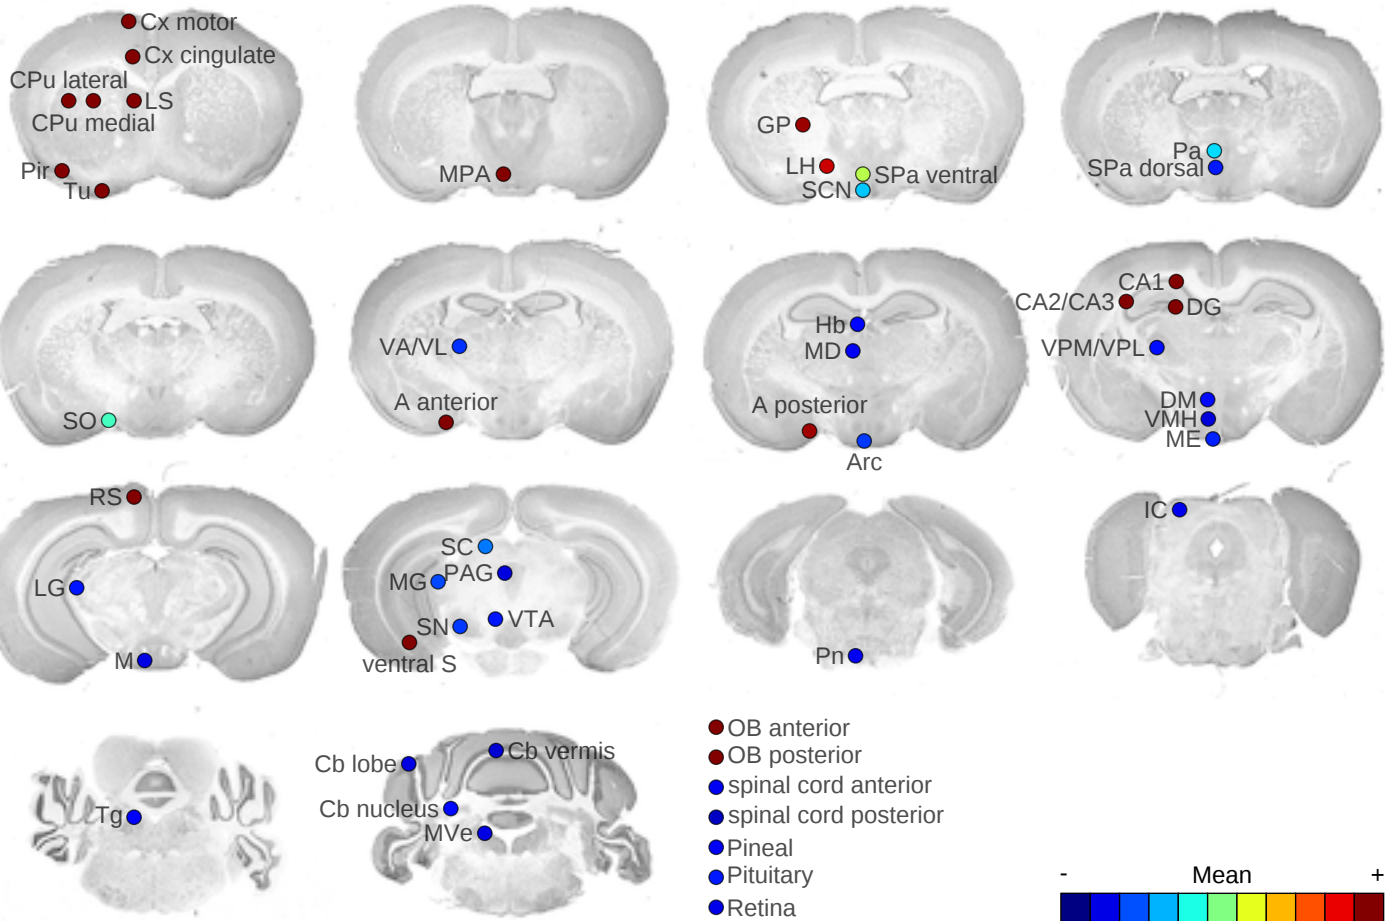 Cx motor
Cx cingulate
CPu lateral
LS
CPu medial
Pir
Tu
MPA
GP
LH
SPa ventral
SCN
Pa
SPa dorsal
SO
VA/VL
A anterior
Hb
MD
A posterior
Arc
CA1
CA2/CA3
DG
VPM/VPL
DM
VMH
ME
RS
LG
M
SC
PAG
MG
VTA
SN
ventral S
Pn
IC
Tg
Cb vermis
Cb lobe
Cb nucleus
MVe
OB anterior
OB posterior
spinal cord anterior
spinal cord posterior
Pineal
Pituitary
Retina
- Mean +